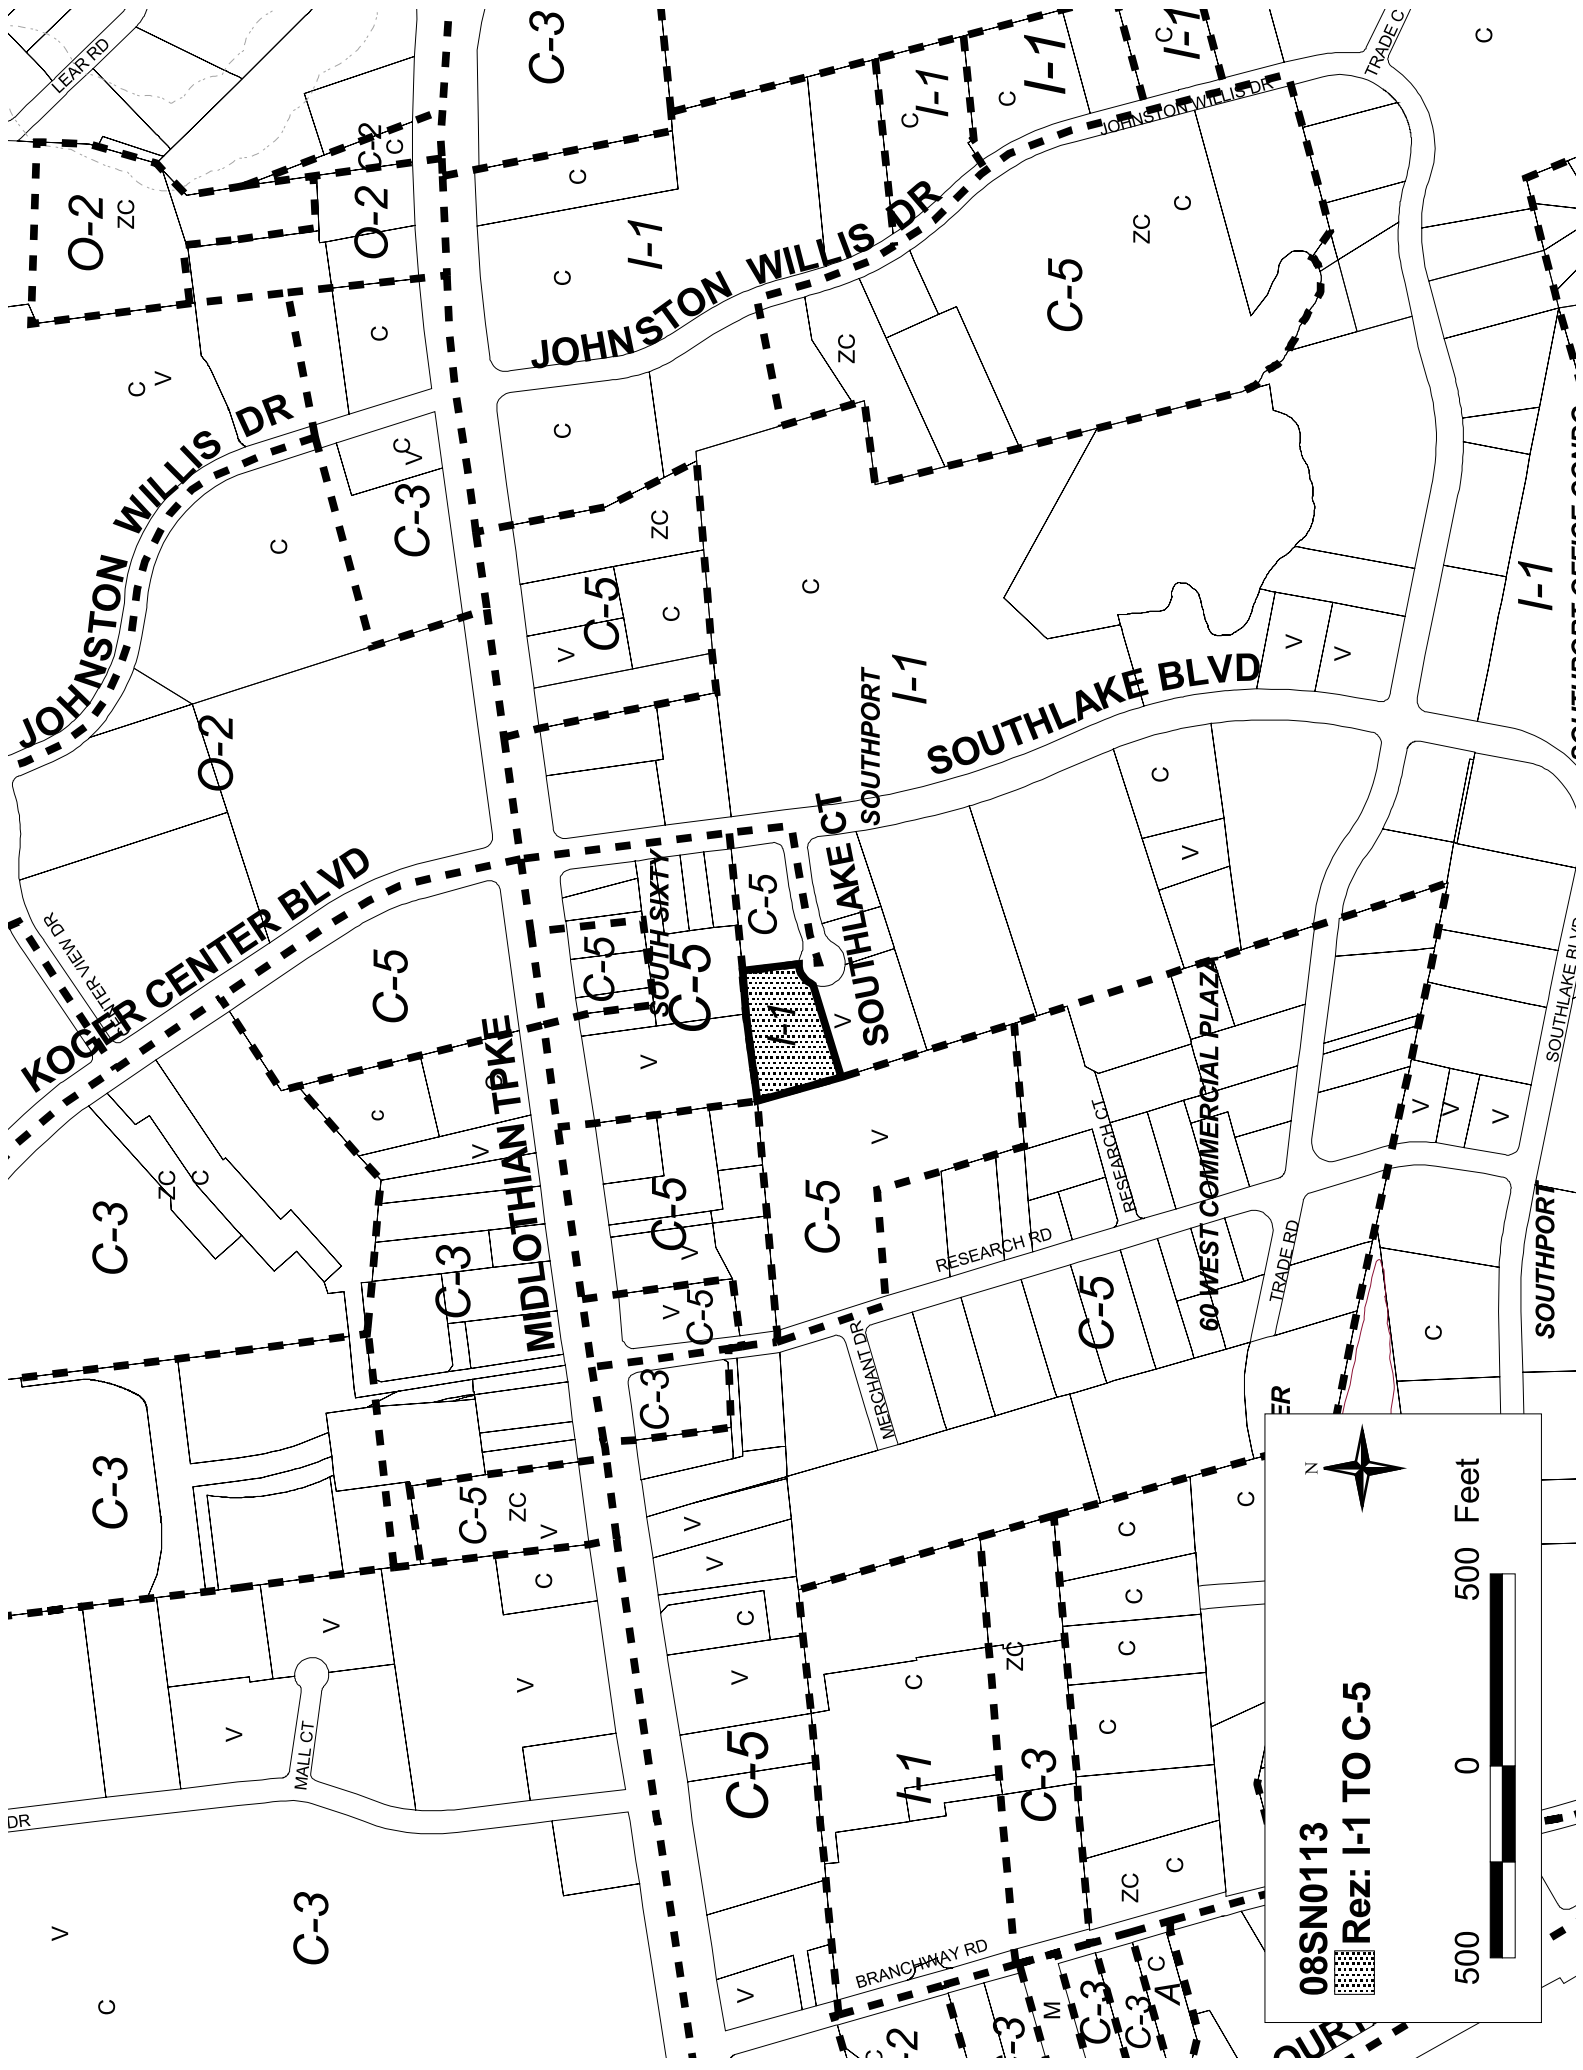 LEAR RD
C-3
I-1
C
I-1
TRADE C
C
O-2
ZC
O-2
C-2
C
C
I-1
C
I-1
C
JOHNSTON WILLIS DR
C
C
I-1
C
JOHNSTON WILLIS DR
ZC
C
C-5
ZC
C
V
C
V
C
C
JOHNSTON WILLIS DR
C
C-3
ZC
C-5
C
V
C
I-1
SOUTHPORT
SOUTHLAKE BLVD
V
V
I-1
O-2
C
V
KOGER CENTER BLVD
C-5
C-5
SOUTH SIXTY
C-5
C-5
SOUTHLAKE CT
I-1
V
V
60 WEST COMMERCIAL PLAZA
SOUTHLAKE BLVD
V
V
V
C
C
V
MIDLOTHIAN TPKE
C-3
ZC
C
C-3
C-5
V
V
C-5
C-5
V
V
RESEARCH CT
RESEARCH RD
C-5
TRADE RD
SOUTHPORT
C
MERCHANT DR
C-3
C-3
C-5
ZC
V
C
V
V
C
V
C
C
C
C
MALL CT
V
V
V
V
C
ZC
C
C-5
I-1
C-3
C
ZC
C
DR
C-3
V
C
V
BRANCHWAY RD
M
C-3
C-3
C
A
ER
N
08SN0113
Rez: I-1 TO C-5
500 0 500 Feet